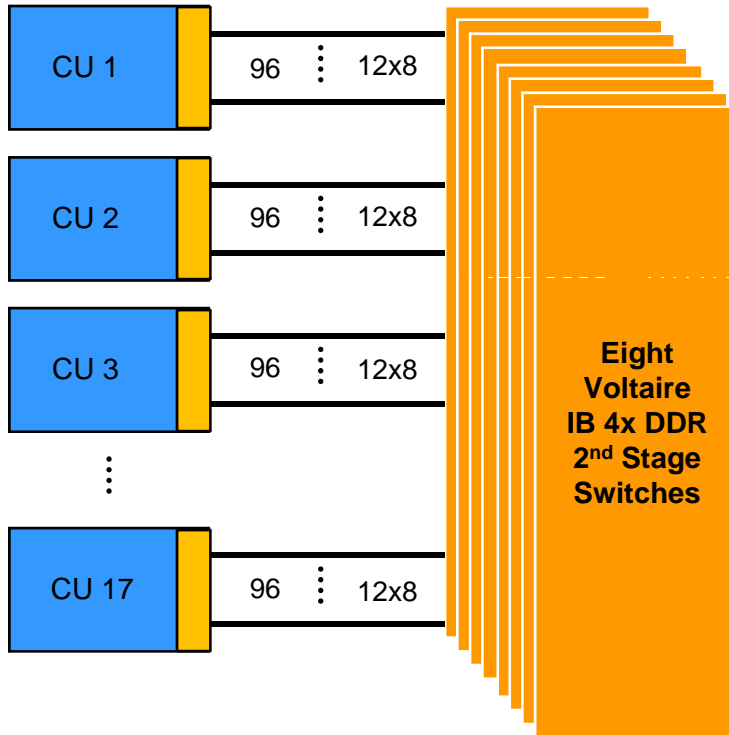 CU 1
96
12x8
CU 2
96
12x8
CU 3
96
12x8
CU 17
96
12x8
Eight
Voltaire
IB 4x DDR
2nd Stage
Switches